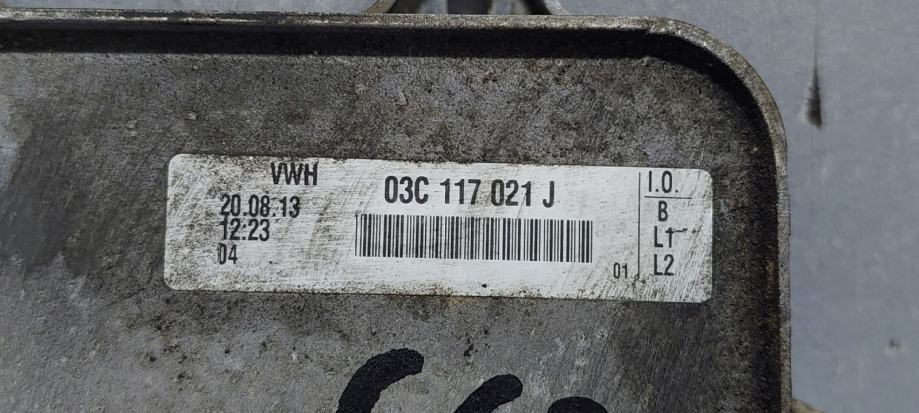 VWH
03C 117 021 J
20.08.13
12.23
04
01
I.O.
B
L1
L2